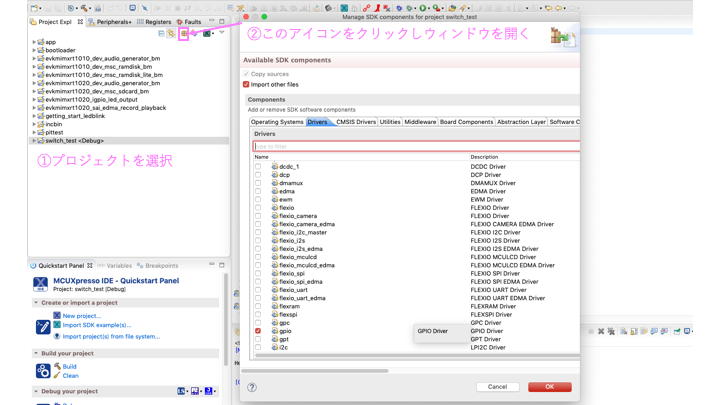 Project Expl
Peripherals+
Registers
Faults
app
bootloader
evkmimxrt1010_dev_audio_generator_bm
evkmimxrt1010_dev_msc_ramdisk_bm
evkmimxrt1010_dev_msc_ramdisk_lite_bm
evkmimxrt1010_dev_msc_sdcard_bm
evkmimxrt1020_igpio_led_output
evkmimxrt1020_sai_edma_record_playback
getting_start_ledblink
incbin
pittest
switch_test <Debug>
①プロジェクトを選択
Quickstart Panel
Variables
Breakpoints
MCUXpresso IDE - Quickstart Panel
Project: switch_test [Debug]
Create or import a project
New project...
Import SDK example(s)...
Import project(s) from file system...
Build your project
Build
Clean
Debug your project
Manage SDK components for project switch_test
②このアイコンをクリックしウィンドウを開く
Available SDK components
Copy sources
Import other files
Components
Add or remove SDK software components
Operating Systems Drivers CMSIS Drivers Utilities Middleware Board Components Abstraction Layer Software C
Drivers
type to filter
Name Description
dcdc_1 DCDC Driver
dcp DCP Driver
dmamux DMAMUX Driver
edma EDMA Driver
ewm EWM Driver
flexio FLEXIO Driver
flexio_camera FLEXIO CAMERA Driver
flexio_camera_edma FLEXIO CAMERA EDMA Driver
flexio_i2c_master FLEXIO I2C Driver
flexio_i2s FLEXIO I2S Driver
flexio_i2s_edma FLEXIO I2S EDMA Driver
flexio_mculcd FLEXIO MCULCD Driver
flexio_mculcd_edma FLEXIO MCULCD EDMA Driver
flexio_spi FLEXIO SPI Driver
flexio_spi_edma FLEXIO SPI EDMA Driver
flexio_uart FLEXIO UART Driver
flexio_uart_edma FLEXIO UART EDMA Driver
flexram FLEXRAM Driver
flexspi FLEXSPI Driver
gpc GPC Driver
gpio GPIO Driver GPIO Driver
gpt GPT Driver
i2c LPI2C Driver
Cancel
OK